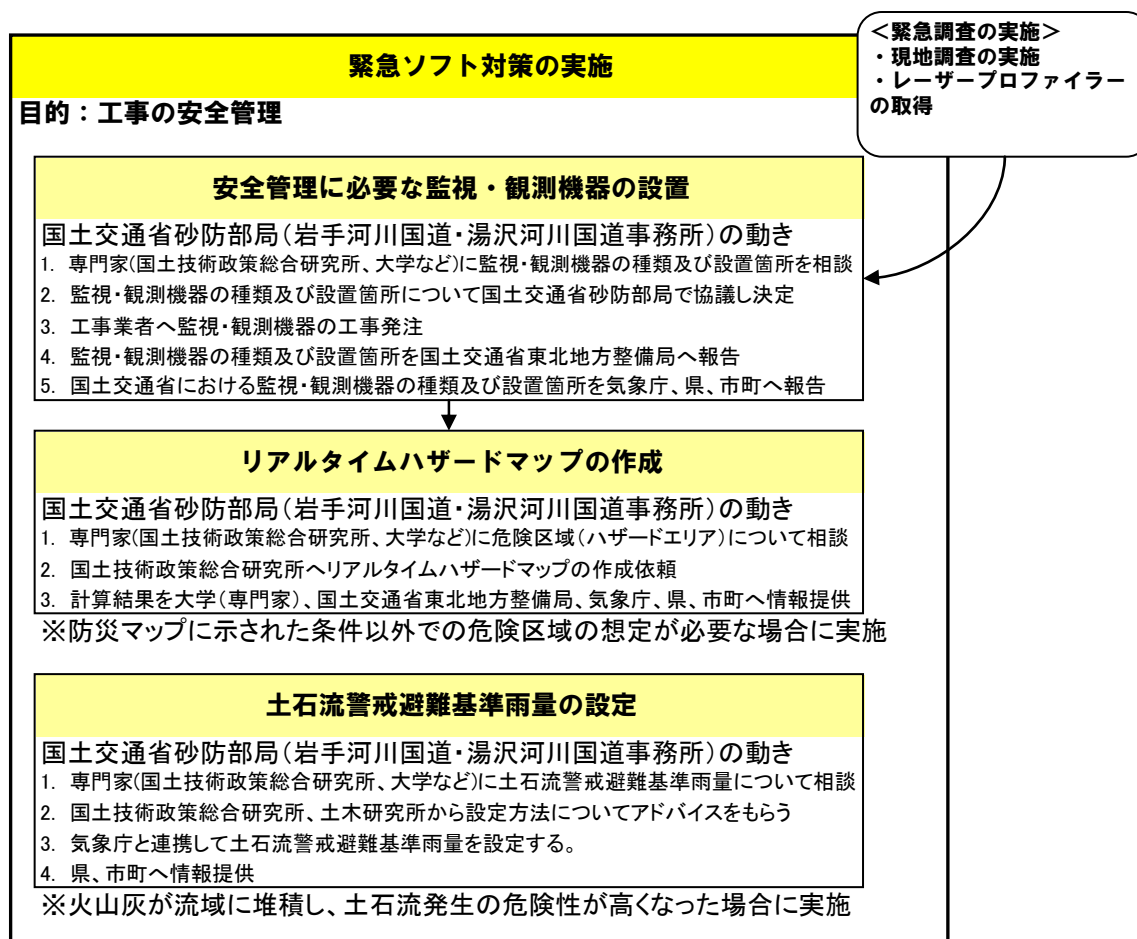 ＜緊急調査の実施＞
・現地調査の実施
・レーザープロファイラー
の取得
緊急ソフト対策の実施
目的：工事の安全管理
安全管理に必要な監視・観測機器の設置
国土交通省砂防部局（岩手河川国道・湯沢河川国道事務所）の動き
1. 専門家(国土技術政策総合研究所、大学など)に監視・観測機器の種類及び設置箇所を相談
2. 監視・観測機器の種類及び設置箇所について国土交通省砂防部局で協議し決定
3. 工事業者へ監視・観測機器の工事発注
4. 監視・観測機器の種類及び設置箇所を国土交通省東北地方整備局へ報告
5. 国土交通省における監視・観測機器の種類及び設置箇所を気象庁、県、市町へ報告
リアルタイムハザードマップの作成
国土交通省砂防部局（岩手河川国道・湯沢河川国道事務所）の動き
1. 専門家(国土技術政策総合研究所、大学など)に危険区域（ハザードエリア）について相談
2. 国土技術政策総合研究所へリアルタイムハザードマップの作成依頼
3. 計算結果を大学（専門家）、国土交通省東北地方整備局、気象庁、県、市町へ情報提供
※防災マップに示された条件以外での危険区域の想定が必要な場合に実施
土石流警戒避難基準雨量の設定
国土交通省砂防部局（岩手河川国道・湯沢河川国道事務所）の動き
1. 専門家(国土技術政策総合研究所、大学など)に土石流警戒避難基準雨量について相談
2. 国土技術政策総合研究所、土木研究所から設定方法についてアドバイスをもらう
3. 気象庁と連携して土石流警戒避難基準雨量を設定する。
4. 県、市町へ情報提供
※火山灰が流域に堆積し、土石流発生の危険性が高くなった場合に実施